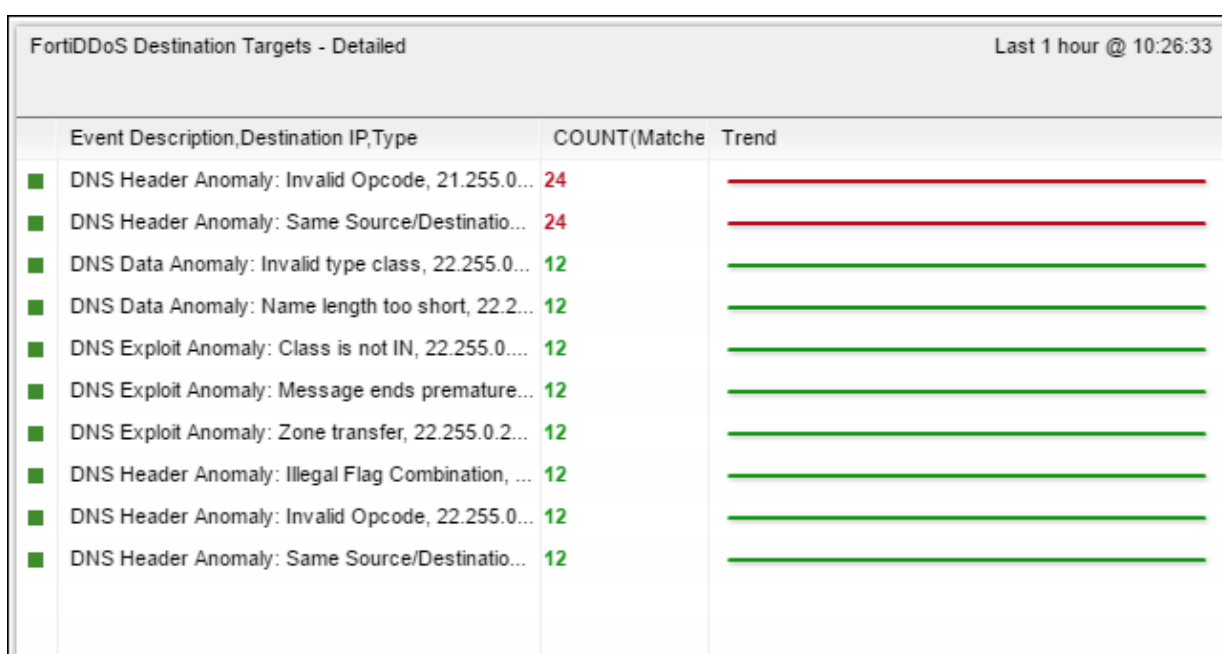 FortiDDoS Destination Targets - Detailed Last 1 hour @ 10:26:33
Event Description,Destination IP,Type COUNT(Matche Trend
DNS Header Anomaly: Invalid Opcode, 21.255.0... 24
DNS Header Anomaly: Same Source/Destinatio... 24
DNS Data Anomaly: Invalid type class, 22.255.0... 12
DNS Data Anomaly: Name length too short, 22.2... 12
DNS Exploit Anomaly: Class is not IN, 22.255.0.... 12
DNS Exploit Anomaly: Message ends premature... 12
DNS Exploit Anomaly: Zone transfer, 22.255.0.2... 12
DNS Header Anomaly: Illegal Flag Combination, ... 12
DNS Header Anomaly: Invalid Opcode, 22.255.0... 12
DNS Header Anomaly: Same Source/Destinatio... 12